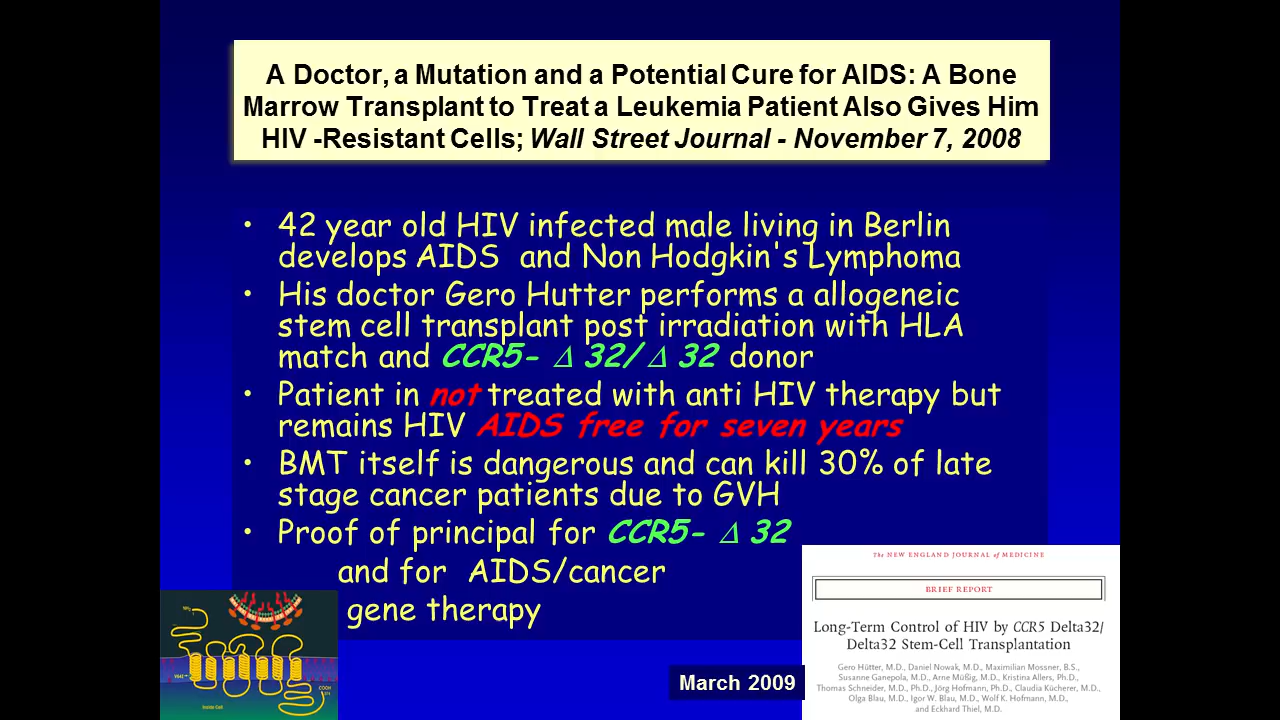 A Doctor, a Mutation and a Potential Cure for AIDS: A Bone
Marrow Transplant to Treat a Leukemia Patient Also Gives Him
HIV -Resistant Cells; Wall Street Journal - November 7, 2008
• 42 year old HIV infected male living in Berlin
develops AIDS and Non Hodgkin's Lymphoma
• His doctor Gero Hutter performs a allogeneic
stem cell transplant post irradiation with HLA
match and CCR5- Δ 32/ Δ 32 donor
• Patient in not treated with anti HIV therapy but
remains HIV AIDS free for seven years
• BMT itself is dangerous and can kill 30% of late
stage cancer patients due to GVH
• Proof of principal for CCR5- Δ 32
and for AIDS/cancer
gene therapy
The NEW ENGLAND JOURNAL of MEDICINE
BRIEF REPORT
Long-Term Control of HIV by CCR5 Delta32/
Delta32 Stem-Cell Transplantation
Gero Hütter, M.D., Daniel Nowak, M.D., Maximilian Mossner, B.S.,
Susanne Ganepola, M.D., Arne Müßig, M.D., Kristina Allers, Ph.D.,
Thomas Schneider, M.D., Ph.D., Jörg Hofmann, Ph.D., Claudia Kücherer, M.D.,
Olga Blau, M.D., Igor W. Blau, M.D., Wolf K. Hofmann, M.D.,
and Eckhard Thiel, M.D.
March 2009
COOH
Inside Cell